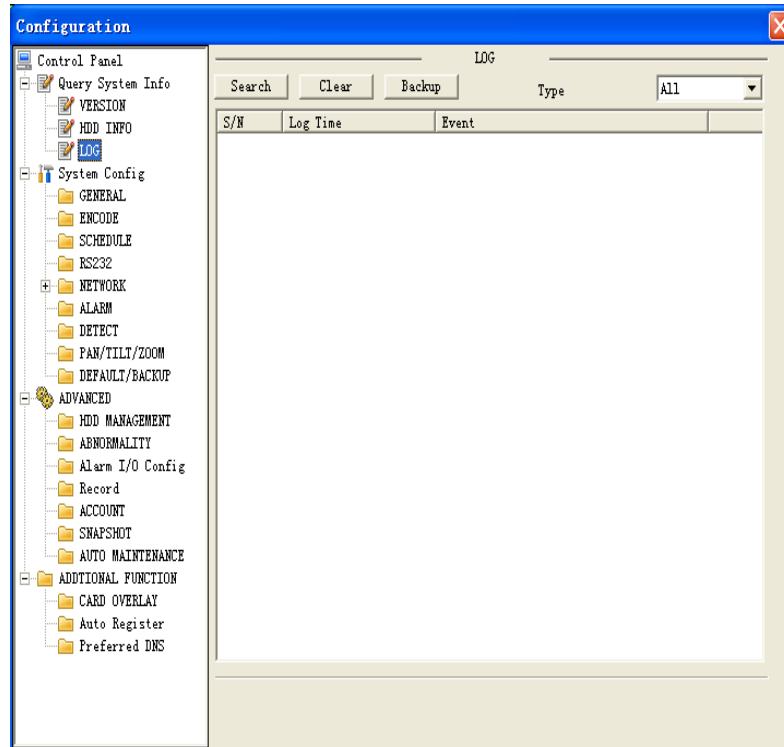 Configuration
Control Panel
Query System Info
VERSION
HDD INFO
LOG
System Config
GENERAL
ENCODE
SCHEDULE
RS232
NETWORK
ALARM
DETECT
PAN/TILT/ZOOM
DEFAULT/BACKUP
ADVANCED
HDD MANAGEMENT
ABNORMALITY
Alarm I/O Config
Record
ACCOUNT
SNAPSHOT
AUTO MAINTENANCE
ADDTIONAL FUNCTION
CARD OVERLAY
Auto Register
Preferred DNS
LOG
Search Clear Backup Type All
S/N Log Time Event